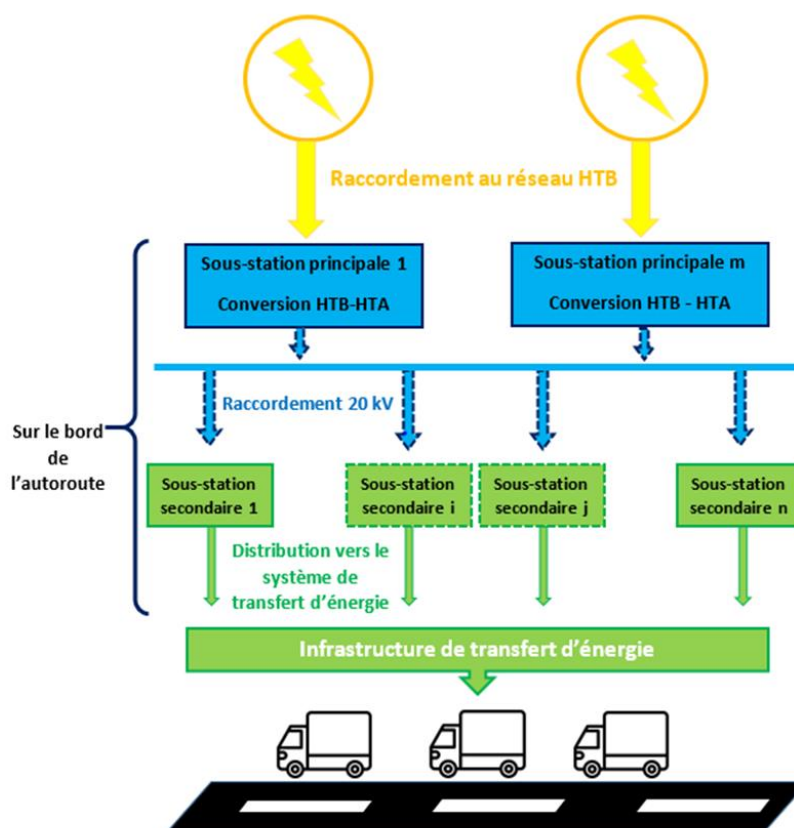 Raccordement au réseau HTB
Sous-station principale 1
Conversion HTB-HTA
Sous-station principale m
Conversion HTB - HTA
Raccordement 20 kV
Sur le bord
de
l’autoroute
Sous-station
secondaire 1
Sous-station
secondaire i
Sous-station
secondaire j
Sous-station
secondaire n
Distribution vers le
système de
transfert d’énergie
Infrastructure de transfert d’énergie